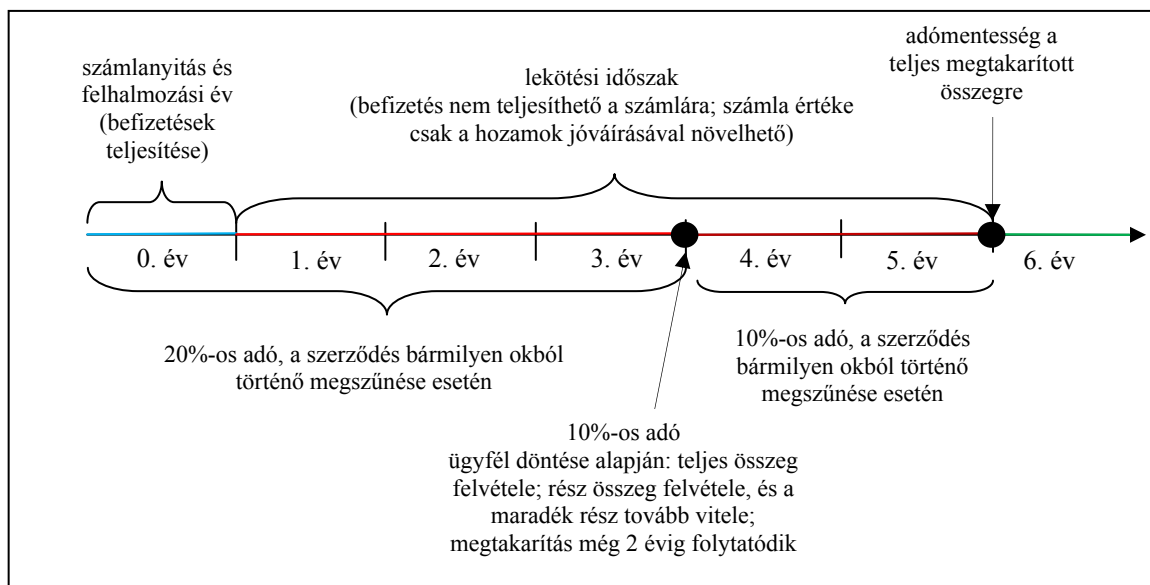 számlanyitás és
felhalmozási év
(befizetések
teljesítése)
lekötési időszak
(befizetés nem teljesíthető a számlára; számla értéke
csak a hozamok jóváírásával növelhető)
adómentesség a
teljes megtakarított
összegre
0. év
1. év
2. év
3. év
4. év
5. év
6. év
20%-os adó, a szerződés bármilyen okból
történő megszűnése esetén
10%-os adó, a szerződés
bármilyen okból történő
megszűnése esetén
10%-os adó
ügyfél döntése alapján: teljes összeg
felvétele; rész összeg felvétele, és a
maradék rész tovább vitele;
megtakarítás még 2 évig folytatódik